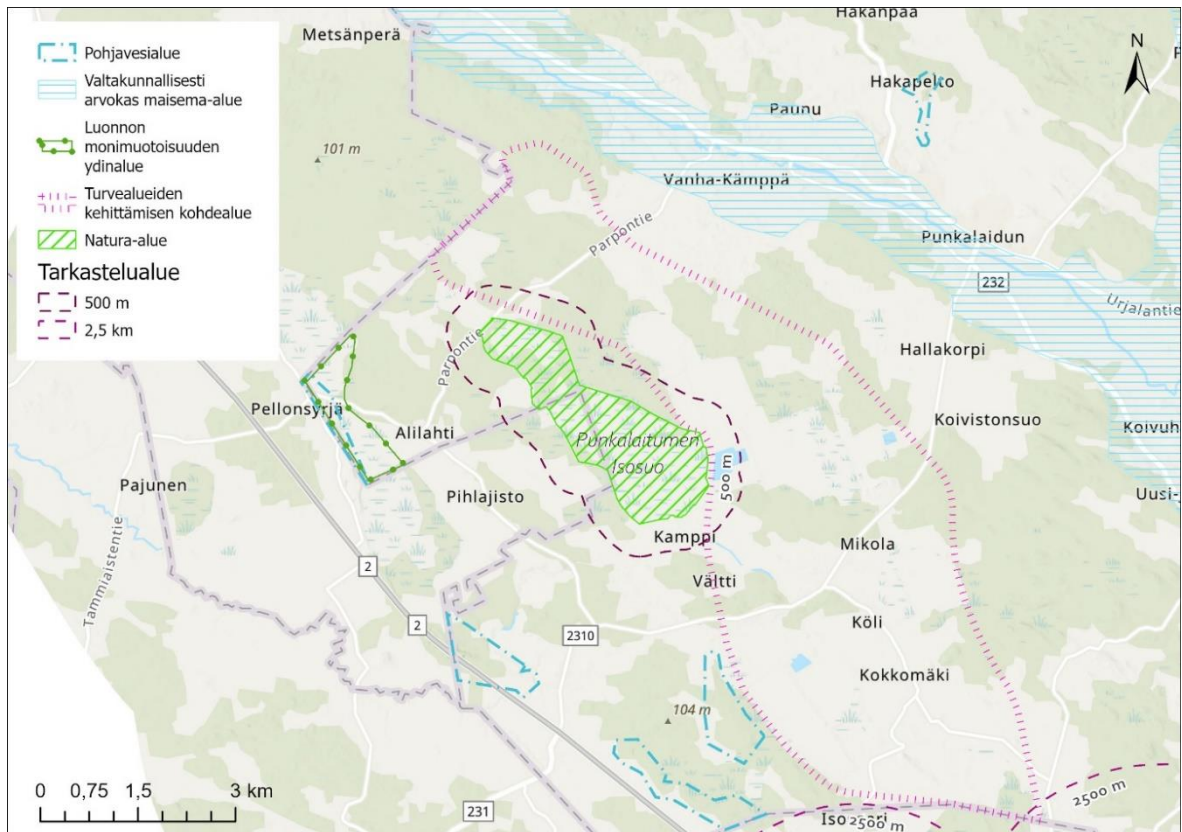 Pohjavesialue
Valtakunnallisesti
arvokas maisema-alue
Luonnon
monimuotoisuuden
ydinalue
Turvealueiden
kehittämisen kohdealue
Natura-alue
Tarkastelualue
500 m
2,5 km
Metsänperä
Hakanpää
N
Hakapelto
Paunu
101 m
Vanha-Kämppä
Parpontie
Punkalaidun
232
Urjalantie
Hallakorpi
Parpontie
Pellonsyrjä
Alilahti
Koivistonsuo
Punkalaitumen
Isosuo
500 m
Pajunen
Pihlajisto
Uusi-
Kamppi
Mikola
Tammiaistentie
2
Vältti
2
2310
Köli
Kokkomäki
104 m
0 0,75 1,5 3 km
231
2500 m
2500 m